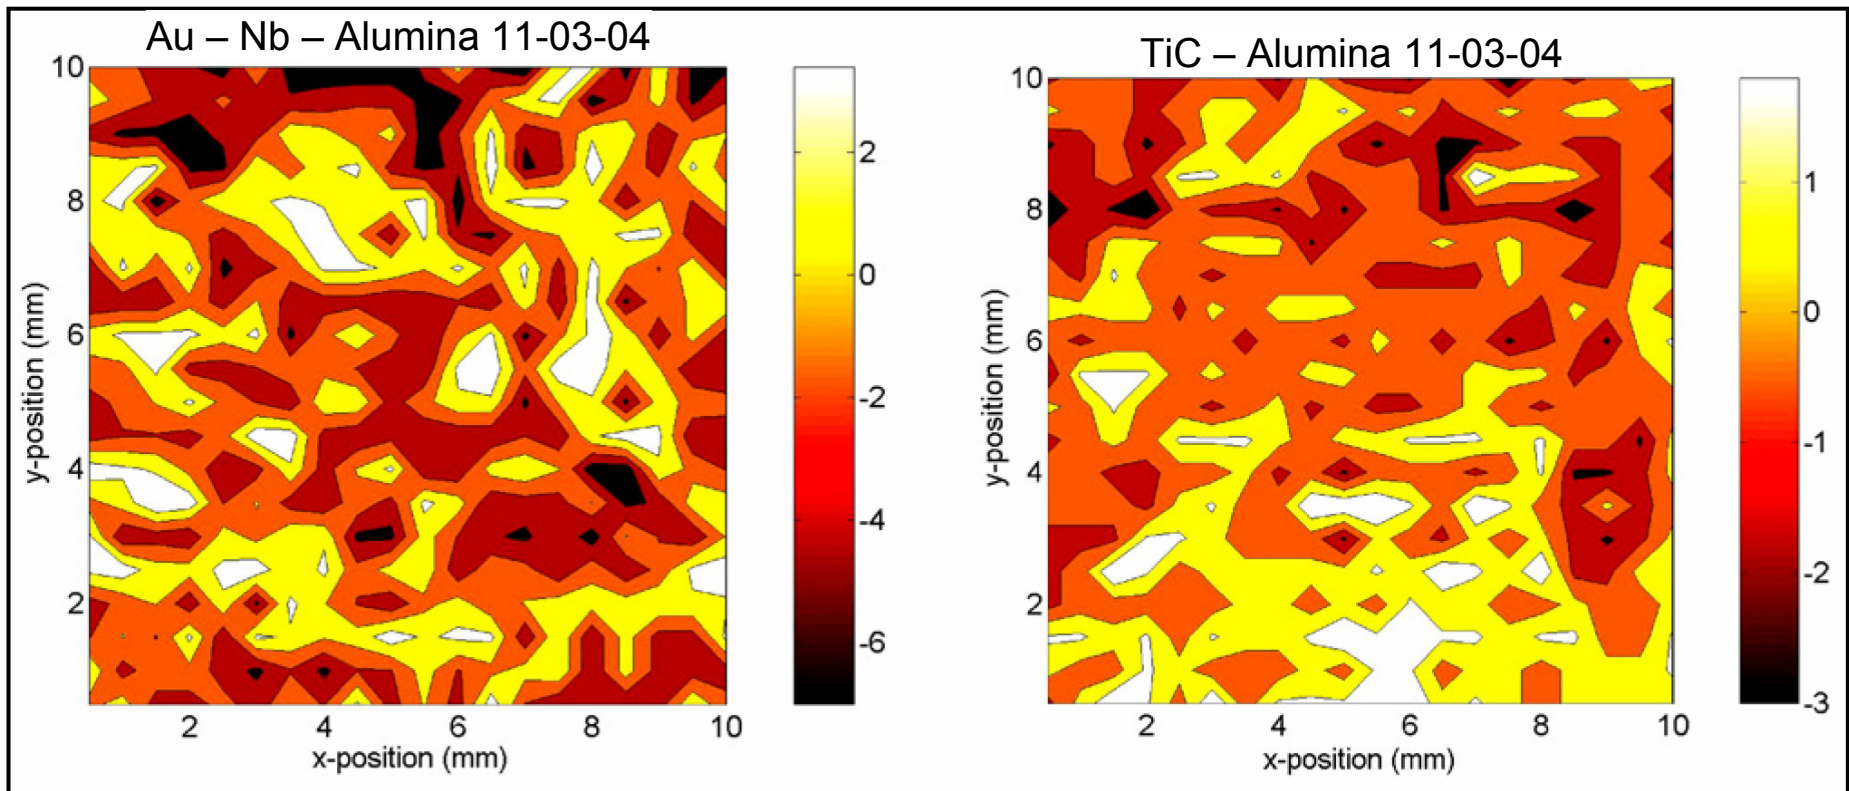 Au – Nb – Alumina 11-03-04
10
8
6
4
2
y-position (mm)
2 4 6 8 10
x-position (mm)
2
0
-2
-4
-6
TiC – Alumina 11-03-04
10
8
6
4
2
y-position (mm)
2 4 6 8 10
x-position (mm)
1
0
-1
-2
-3